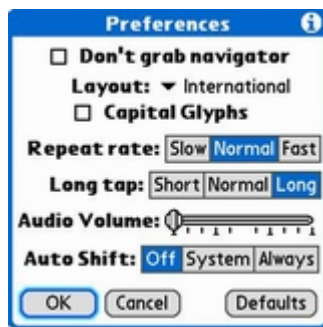 Preferences i
Don't grab navigator
Layout: International
Capital Glyphs
Repeat rate: Slow Normal Fast
Long tap: Short Normal Long
Audio Volume:
Auto Shift: Off System Always
OK Cancel Defaults